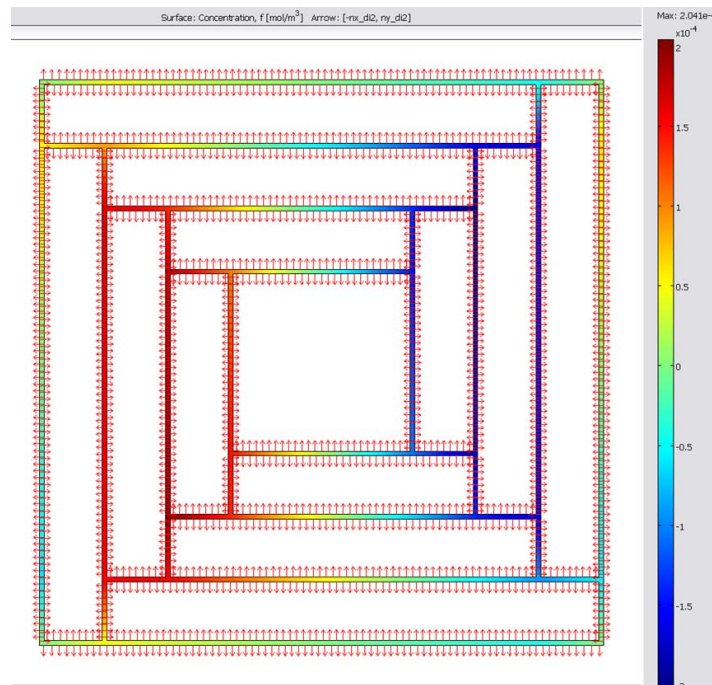 Surface: Concentration, f [mol/m³] Arrow: [-nx_di2, ny_di2]
Max: 2.041e-
x10⁻⁴
2
1.5
1
0.5
0
-0.5
-1
-1.5